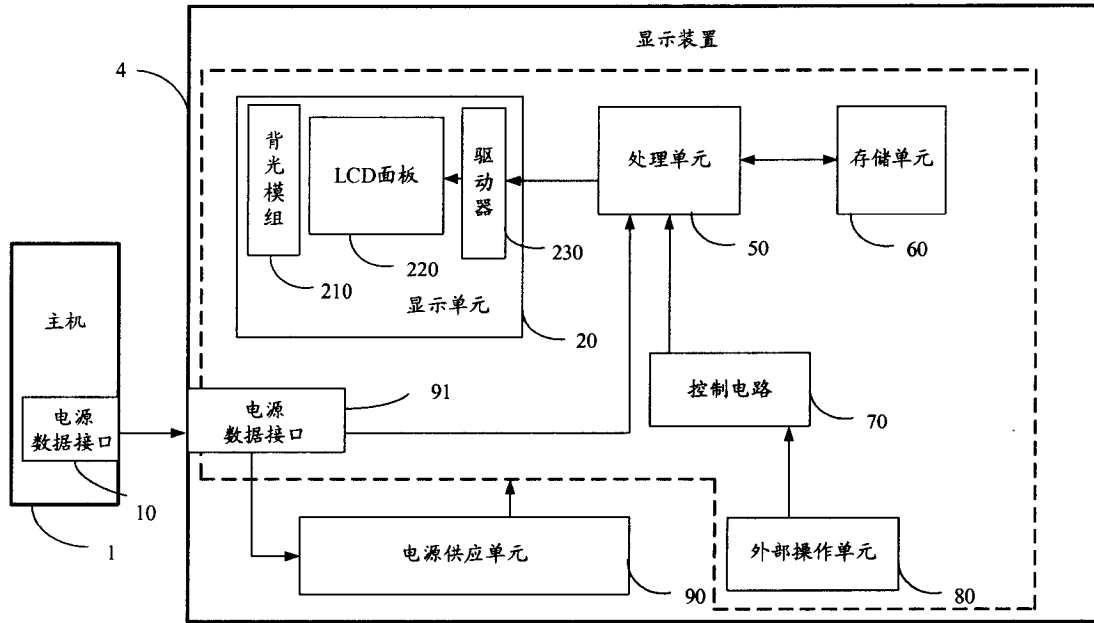 显示装置
4
背光模组
LCD面板
驱动器
处理单元
存储单元
50
60
230
220
210
显示单元
20
主机
控制电路
91
70
电源
数据接口
电源
数据接口
10
1
电源供应单元
外部操作单元
90
80